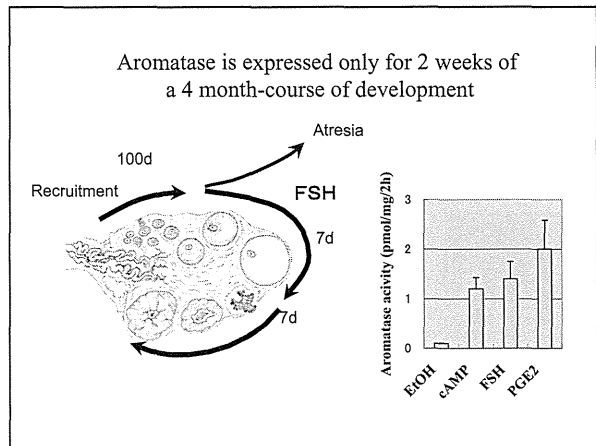 Aromatase is expressed only for 2 weeks of
a 4 month-course of development
Atresia
100d
Recruitment
FSH
7d
7d
Aromatase acivity (pmol/mg/2h)
3
2
1
0
EtOH
cAMP
FSH
PGE2